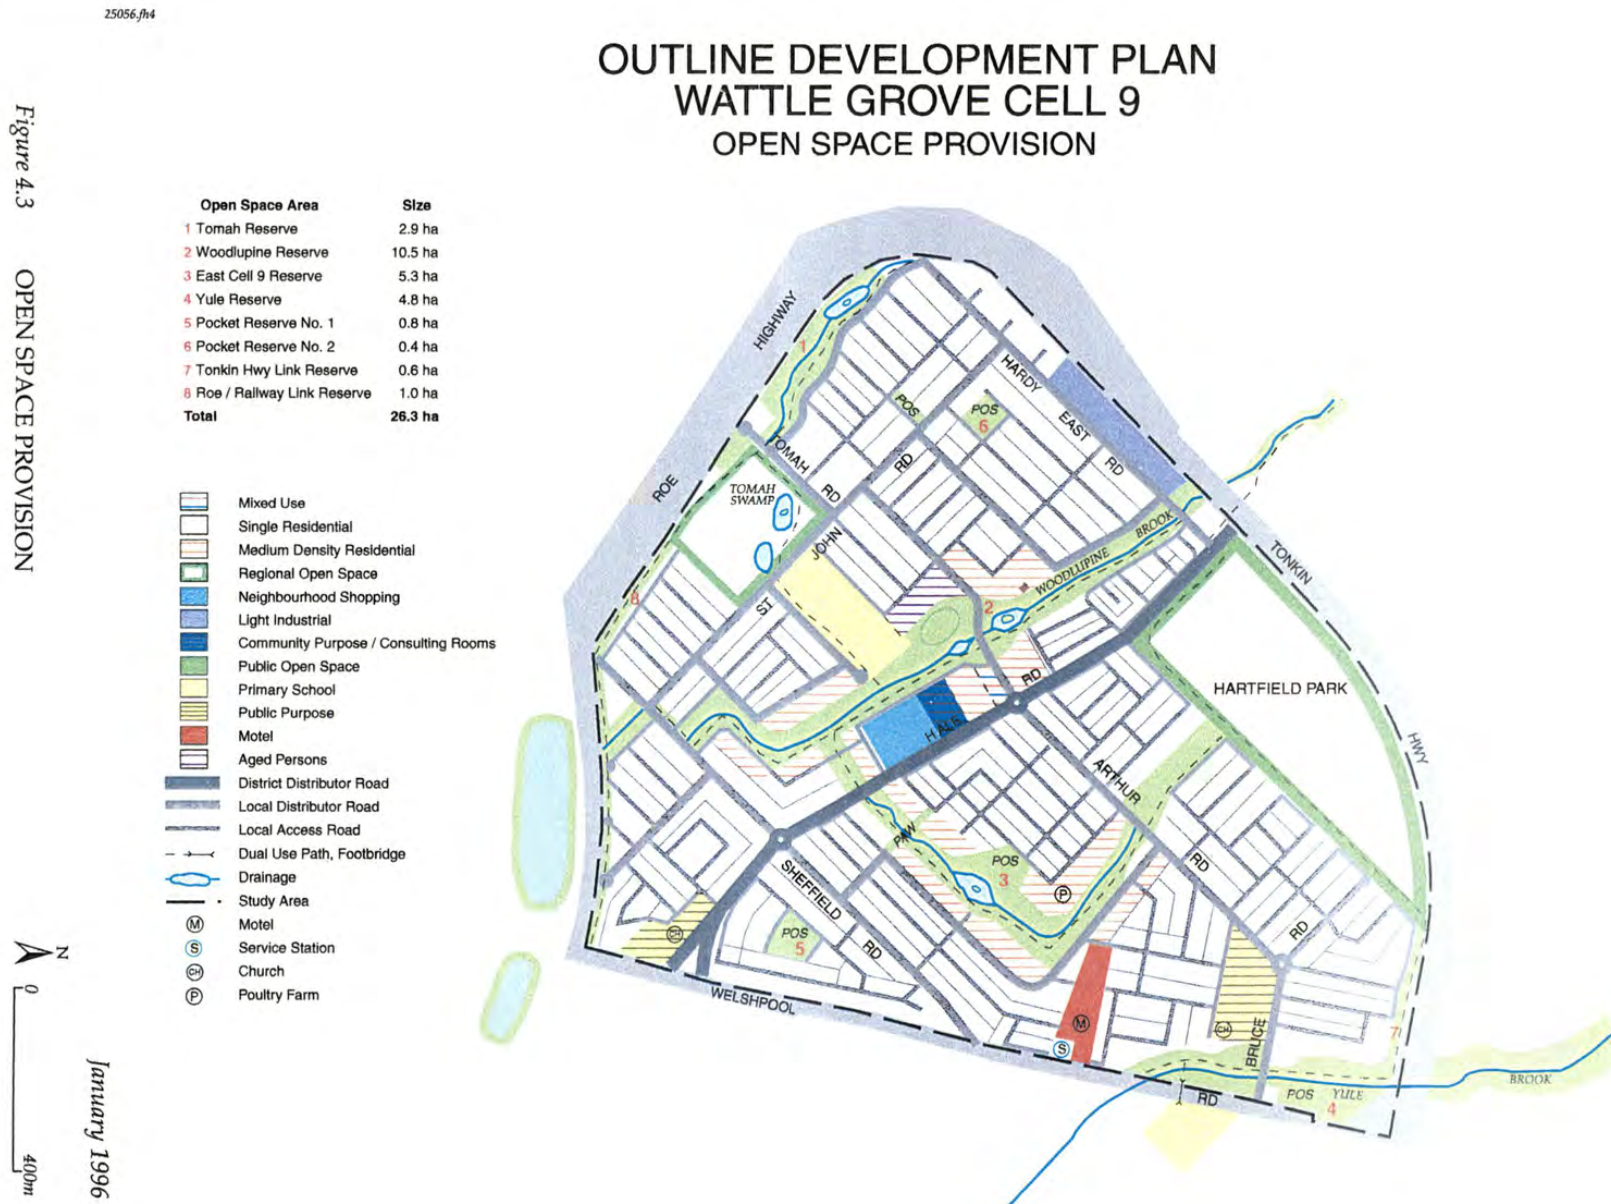 25056.fh4
OUTLINE DEVELOPMENT PLAN
WATTLE GROVE CELL 9
OPEN SPACE PROVISION
Figure 4.3 OPEN SPACE PROVISION
Open Space Area Size
1 Tomah Reserve 2.9 ha
2 Woodlupine Reserve 10.5 ha
3 East Cell 9 Reserve 5.3 ha
4 Yule Reserve 4.8 ha
5 Pocket Reserve No. 1 0.8 ha
6 Pocket Reserve No. 2 0.4 ha
7 Tonkin Hwy Link Reserve 0.6 ha
8 Roe / Railway Link Reserve 1.0 ha
Total 26.3 ha
Mixed Use
Single Residential
Medium Density Residential
Regional Open Space
Neighbourhood Shopping
Light Industrial
Community Purpose / Consulting Rooms
Public Open Space
Primary School
Public Purpose
Motel
Aged Persons
District Distributor Road
Local Distributor Road
Local Access Road
Dual Use Path, Footbridge
Drainage
Study Area
M Motel
S Service Station
CH Church
P Poultry Farm
N
0
400m
January 1996
HIGHWAY
1
HARDY
EAST
RD
POS
POS
6
TOMAH
RD
RD
ROE
TOMAH
SWAMP
JOHN
ST
BROOK
WOODLUPINE
TONKIN
8
2
RD
HARTFIELD PARK
HALE
HWY
ARTHUR
PAW
POS
3
RD
SHEFFIELD
P
POS
5
RD
CH
RD
WELSHPOOL
M
S
CH
BRUCE
7
RD
POS YULE
4
BROOK